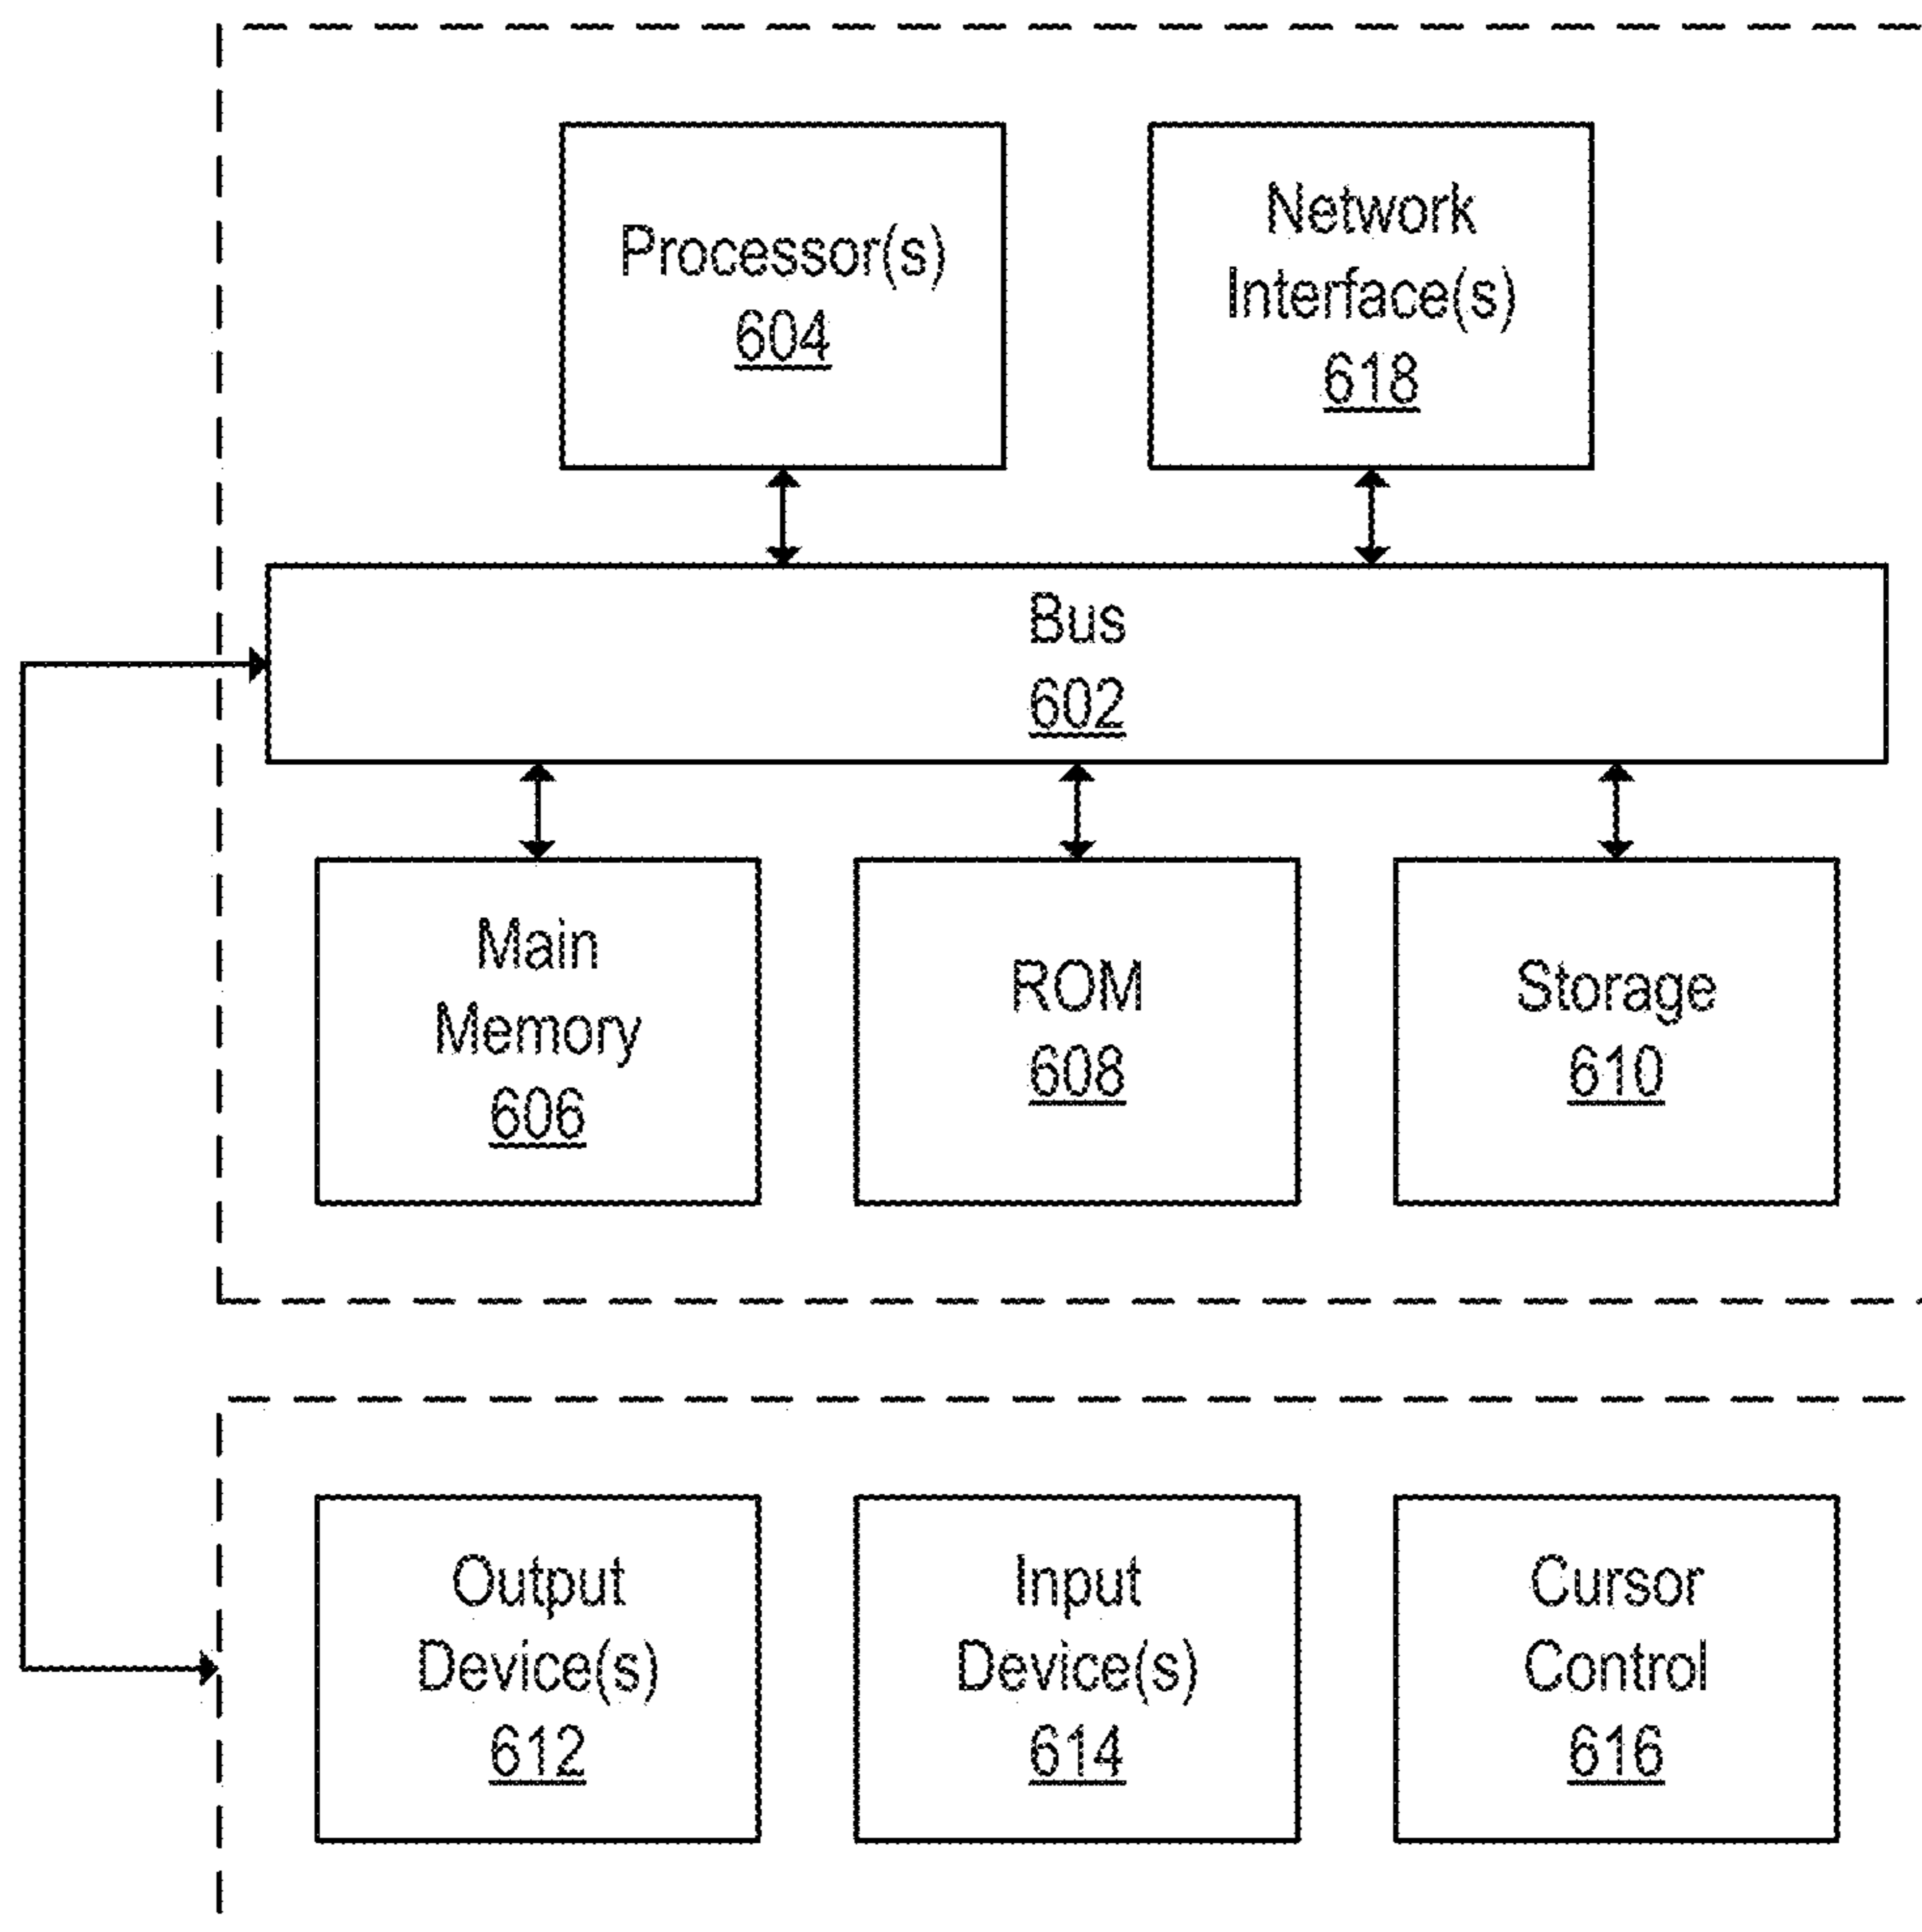 Processor(s)
604
Network
Interface(s)
618
Bus
602
Main
Memory
606
ROM
608
Storage
610
Output
Device(s)
612
Input
Device(s)
614
Cursor
Control
616